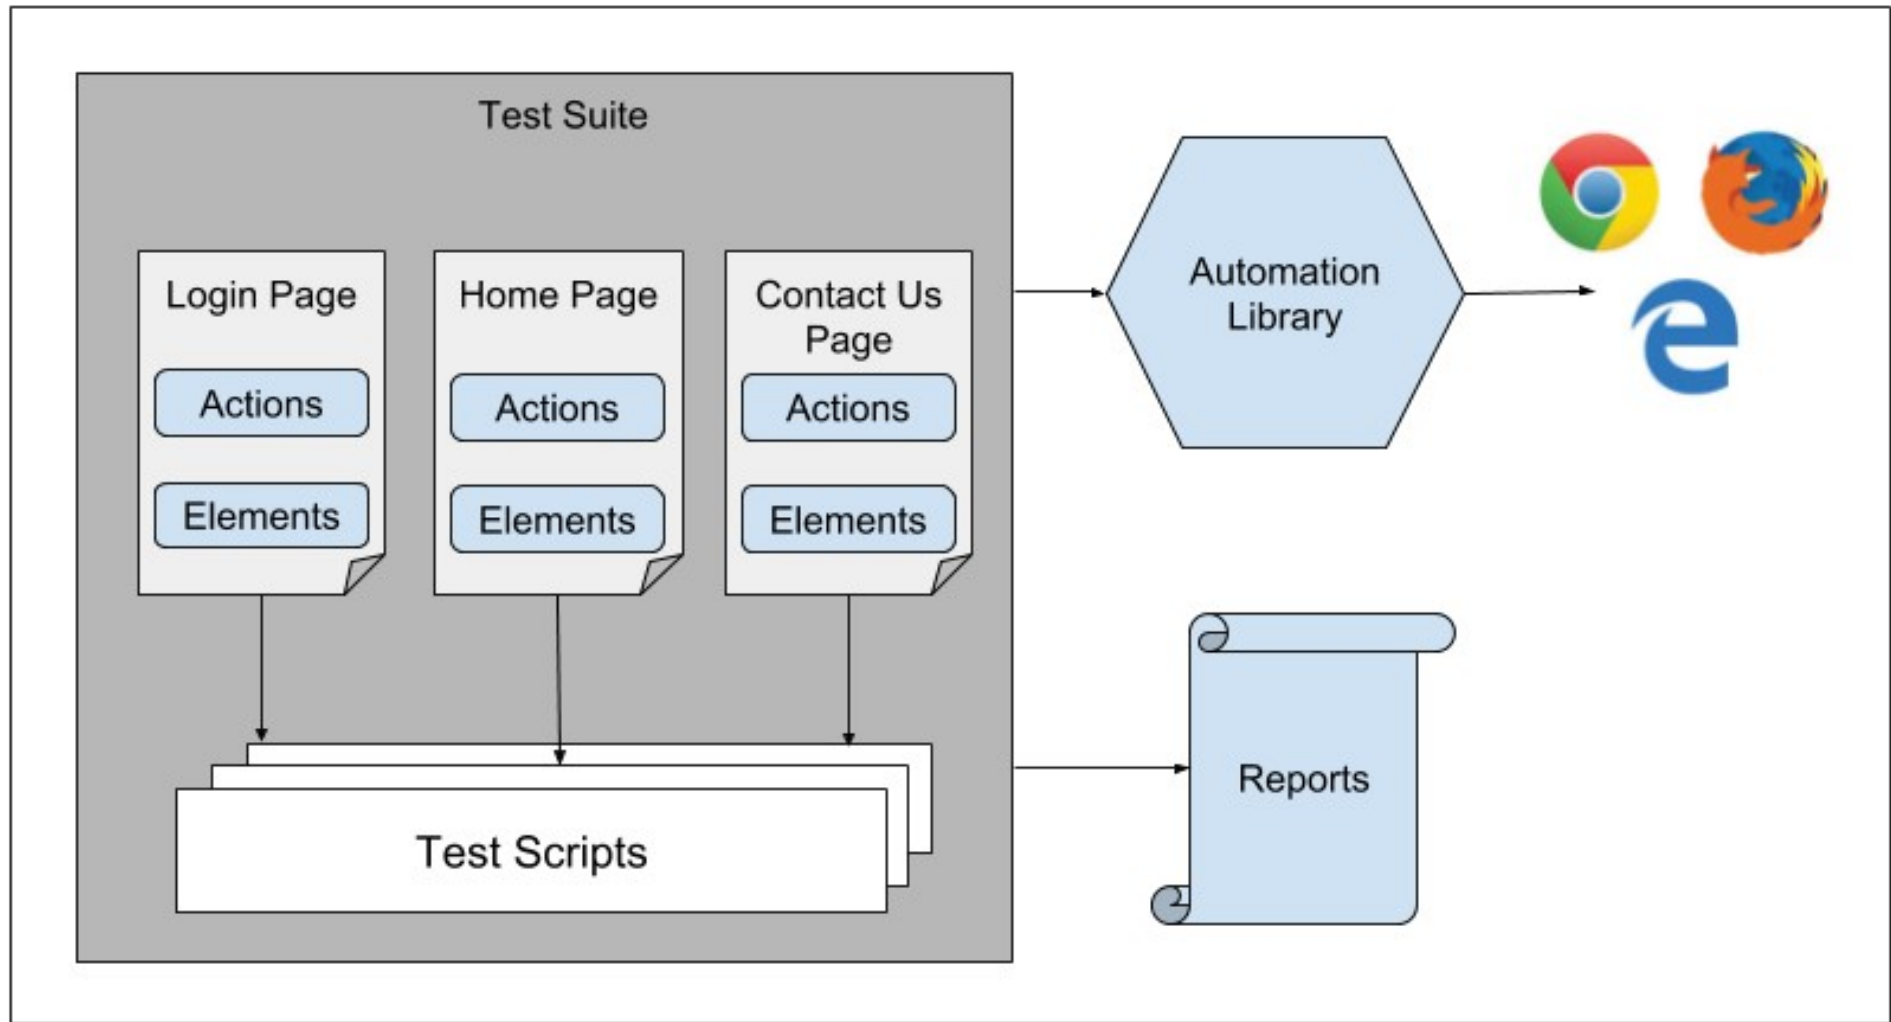 Test Suite
Login Page
Actions
Elements
Home Page
Actions
Elements
Contact Us
Page
Actions
Elements
Test Scripts
Automation
Library
Reports